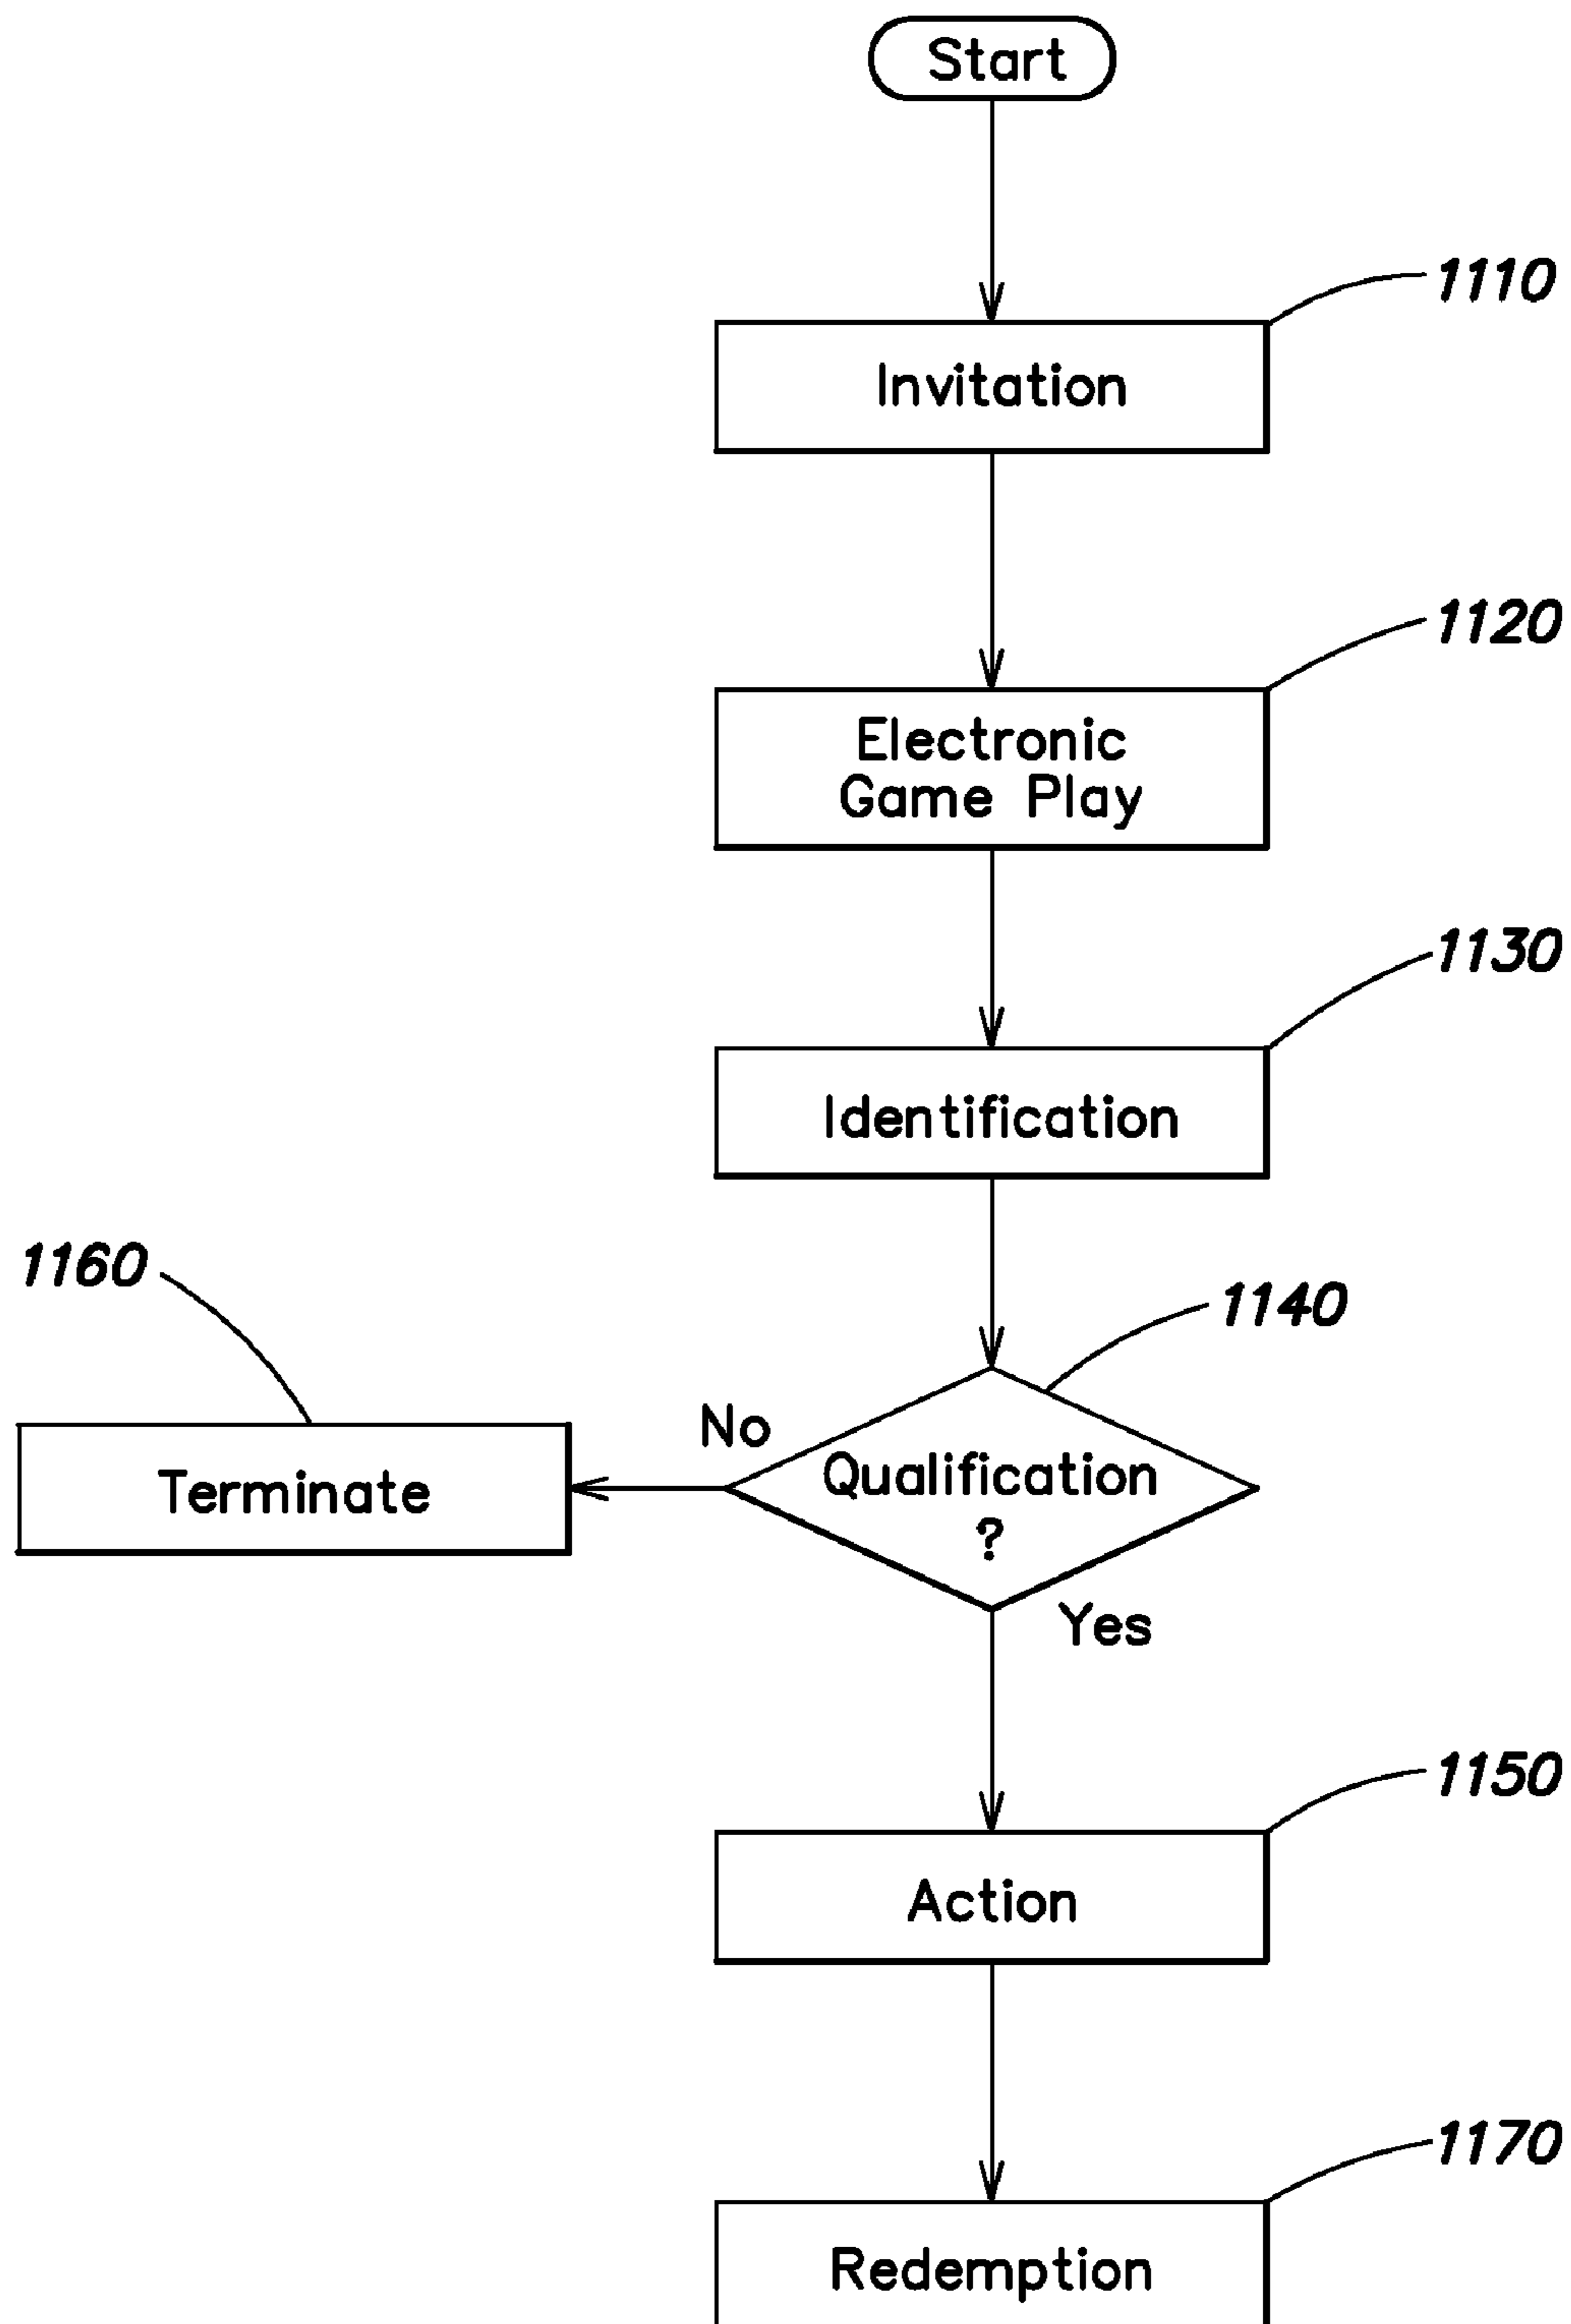 Start
1110
Invitation
1120
Electronic
Game Play
1130
Identification
1160
1140
No
Terminate
Qualification
?
Yes
1150
Action
1170
Redemption